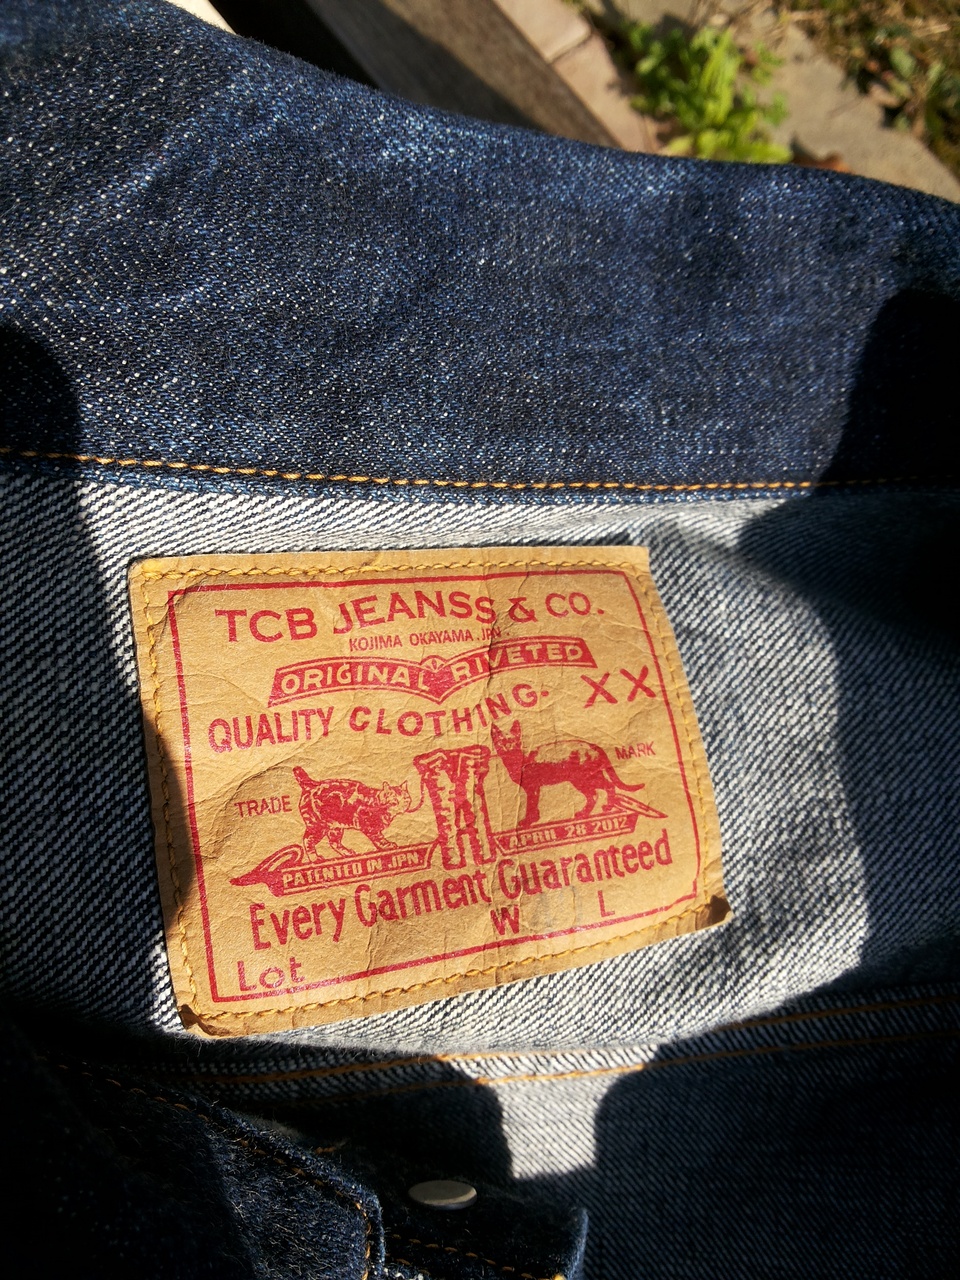 TCB JEANSS & CO.
KOJIMA OKAYAMA. JPN.
ORIGINAL RIVETED
QUALITY CLOTHING. XX
TRADE MARK
PATENTED IN JPN APRIL 28 2012
Every Garment Guaranteed
W L
Lot